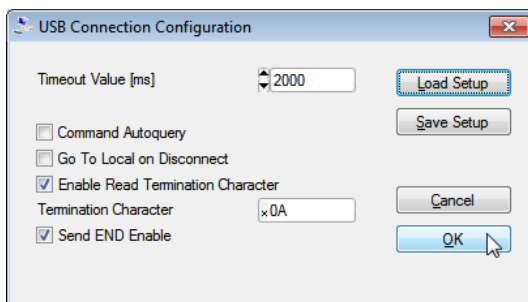 USB Connection Configuration
Timeout Value [ms] 2000
Load Setup
Save Setup
Command Autoquery
Go To Local on Disconnect
Enable Read Termination Character
Termination Character x 0A
Send END Enable
Cancel
OK